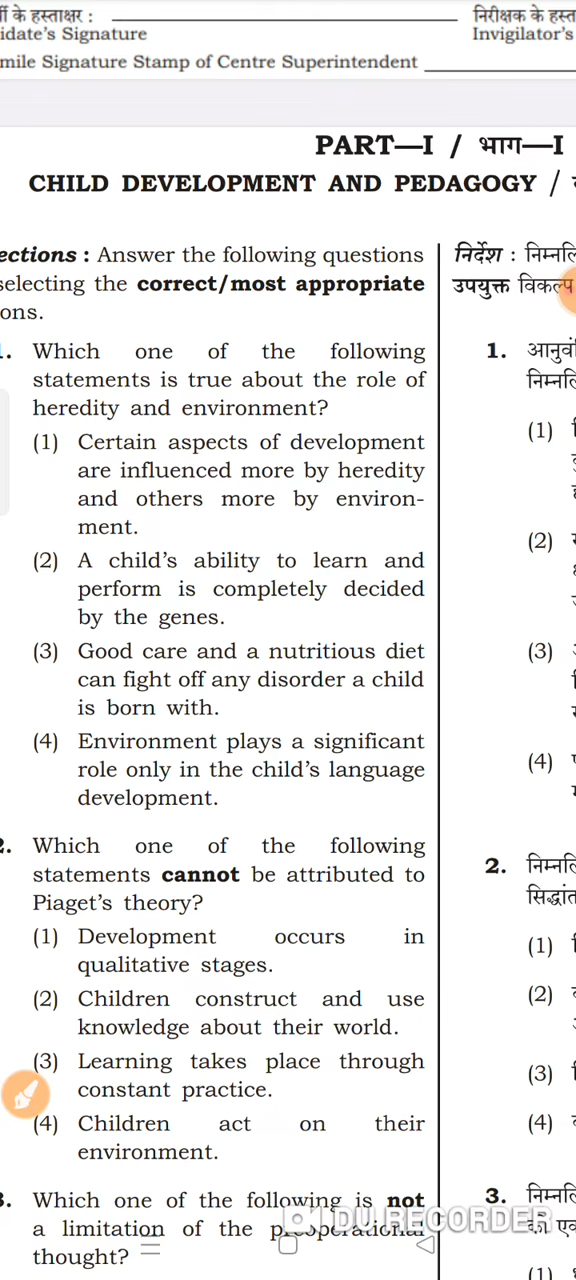 के हस्ताक्षर :
निरीक्षक के
idate's Signature
Invigilator's
mile Signature Stamp of Centre Superintendent
PART—I / भाग—I
CHILD DEVELOPMENT AND PEDAGOGY /
ections : Answer the following questions
selecting the correct/most appropriate
ons.
1. Which one of the following
statements is true about the role of
heredity and environment?
(1) Certain aspects of development
are influenced more by heredity
and others more by environ-
ment.
(2) A child's ability to learn and
perform is completely decided
by the genes.
(3) Good care and a nutritious diet
can fight off any disorder a child
is born with.
(4) Environment plays a significant
role only in the child's language
development.
2. Which one of the following
statements cannot be attributed to
Piaget's theory?
(1) Development occurs in
qualitative stages.
(2) Children construct and use
knowledge about their world.
(3) Learning takes place through
constant practice.
(4) Children act on their
environment.
3. Which one of the following is not
a limitation of the preoperational
thought?
निर्देश :
उपयुक्त विकल्प
1.
(1)
(2)
(3)
(4)
2.
(1)
(2)
(3)
(4)
3.
की एक
(1)
DU RECORDER